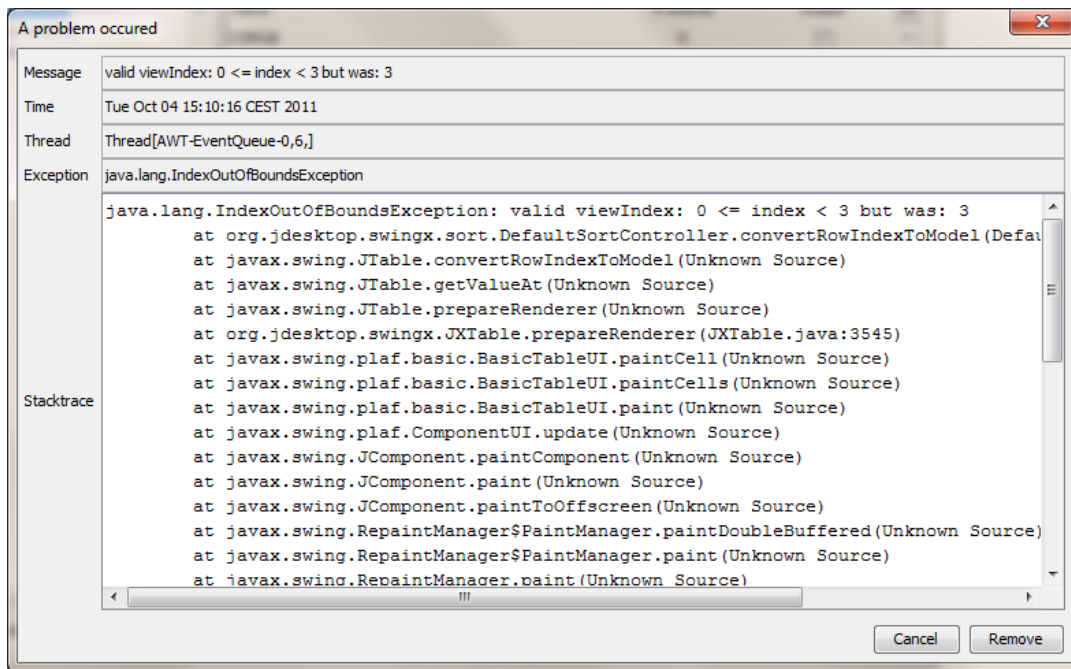 A problem occured
Message valid viewIndex: 0 <= index < 3 but was: 3
Time Tue Oct 04 15:10:16 CEST 2011
Thread Thread[AWT-EventQueue-0,6,]
Exception java.lang.IndexOutOfBoundsException
java.lang.IndexOutOfBoundsException: valid viewIndex: 0 <= index < 3 but was: 3
at org.jdesktop.swingx.sort.DefaultSortController.convertRowIndexToModel(Defau
at javax.swing.JTable.convertRowIndexToModel(Unknown Source)
at javax.swing.JTable.getValueAt(Unknown Source)
at javax.swing.JTable.prepareRenderer(Unknown Source)
at org.jdesktop.swingx.JXTable.prepareRenderer(JXTable.java:3545)
at javax.swing.plaf.basic.BasicTableUI.paintCell(Unknown Source)
at javax.swing.plaf.basic.BasicTableUI.paintCells(Unknown Source)
Stacktrace at javax.swing.plaf.basic.BasicTableUI.paint(Unknown Source)
at javax.swing.plaf.ComponentUI.update(Unknown Source)
at javax.swing.JComponent.paintComponent(Unknown Source)
at javax.swing.JComponent.paint(Unknown Source)
at javax.swing.JComponent.paintToOffscreen(Unknown Source)
at javax.swing.RepaintManager$PaintManager.paintDoubleBuffered(Unknown Source)
at javax.swing.RepaintManager$PaintManager.paint(Unknown Source)
at javax.swing.RepaintManager.paint(Unknown Source)
Cancel Remove